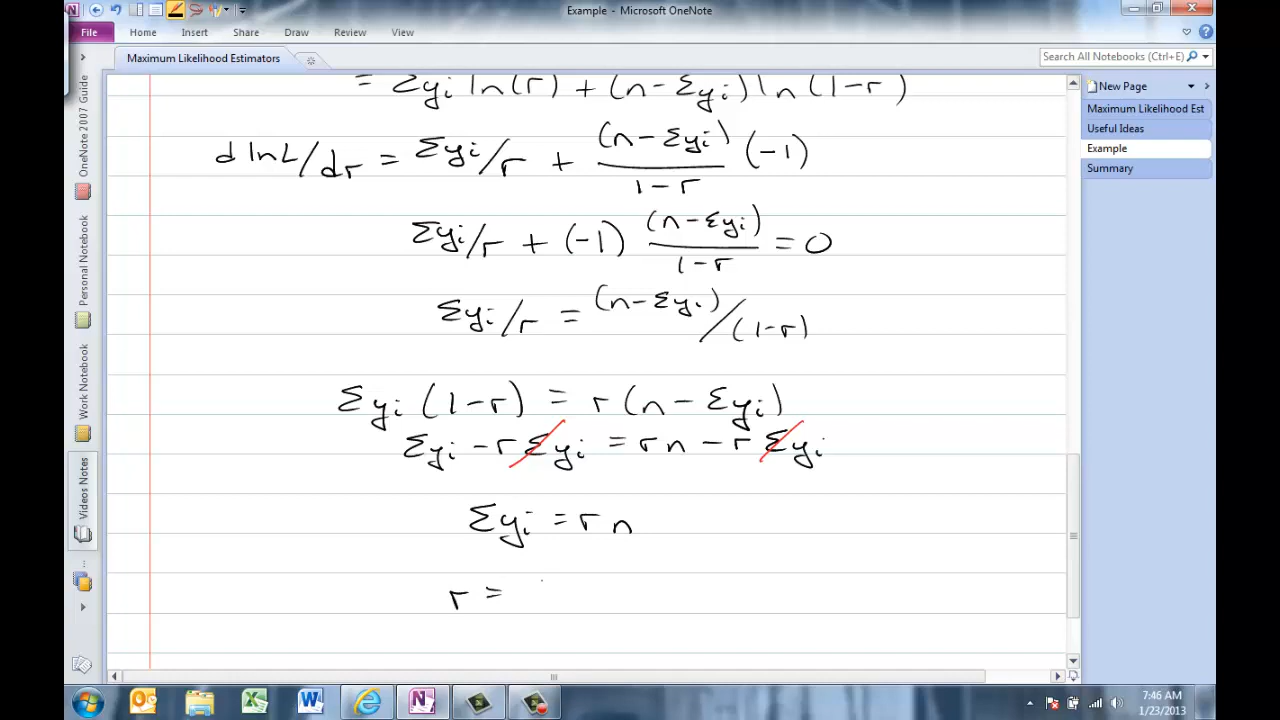 Example - Microsoft OneNote
File Home Insert Share Draw Review View
Maximum Likelihood Estimators
Search All Notebooks (Ctrl+E)
New Page
Maximum Likelihood Est
Useful Ideas
Example
Summary
OneNote 2007 Guide
Personal Notebook
Work Notebook
Videos Notes
= Σyi ln(r) + (n - Σyi) ln (1-r)
d lnL/dr = Σyi/r + (n - Σyi)/1-r (-1)
Σyi/r + (-1) (n-Σyi)/1-r = 0
Σyi/r = (n-Σyi)/(1-r)
Σyi (1-r) = r(n - Σyi)
Σyi - r Σyi = rn - r Σyi
Σyi = r n
r =
7:46 AM
1/23/2013